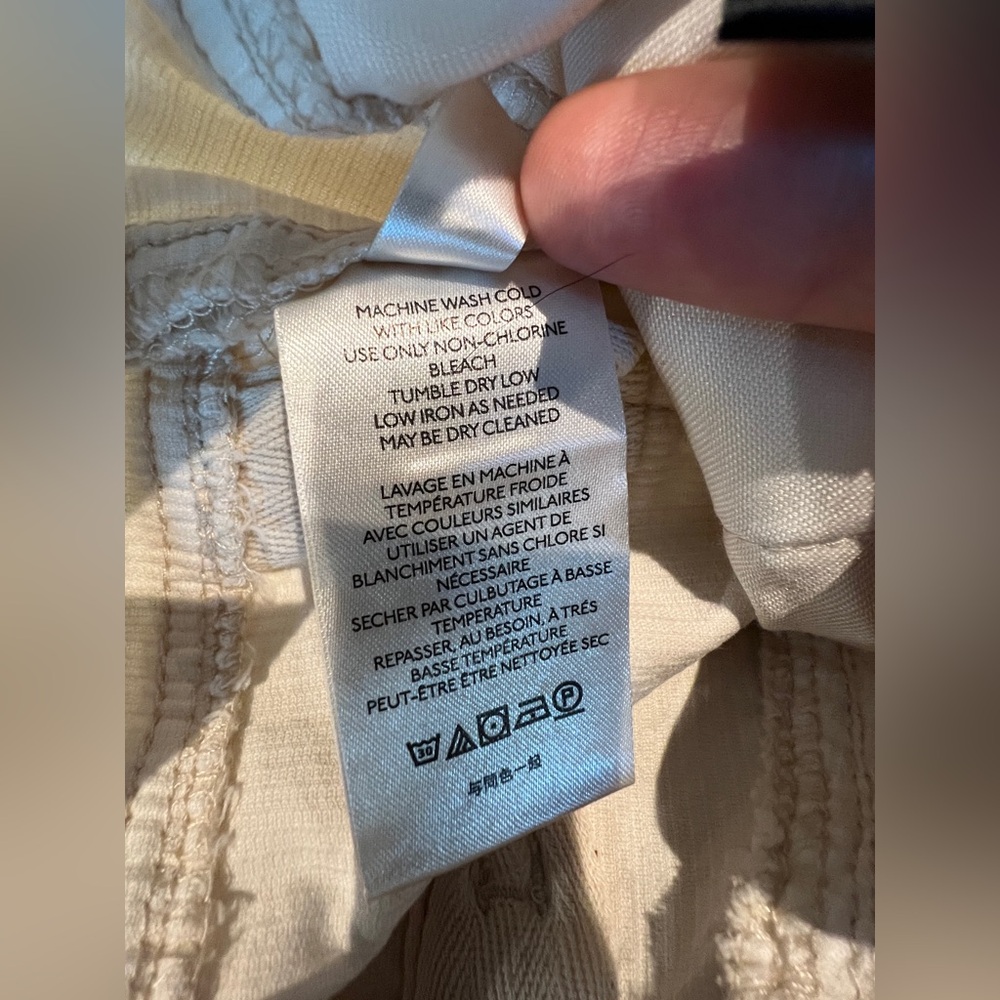 MACHINE WASH COLD
WITH LIKE COLORS
USE ONLY NON-CHLORINE
BLEACH
TUMBLE DRY LOW
LOW IRON AS NEEDED
MAY BE DRY CLEANED
LAVAGE EN MACHINE À
TEMPÉRATURE FROIDE
AVEC COULEURS SIMILAIRES
UTILISER UN AGENT DE
BLANCHIMENT SANS CHLORE SI
NÉCESSAIRE
SECHER PAR CULBUTAGE À BASSE
TEMPERATURE
REPASSER, AU BESOIN, À TRÉS
BASSE TEMPÉRATURE
PEUT-ÊTRE ÊTRE NETTOYÉE SEC
30 P
与同色一起